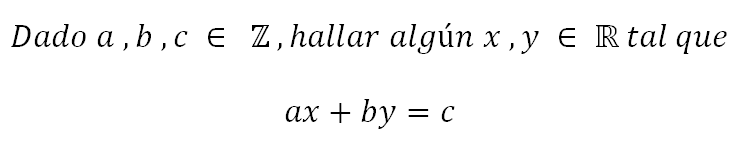 Dado a , b , c ∈ ℤ , hallar algún x , y ∈ ℝ tal que
ax + by = c